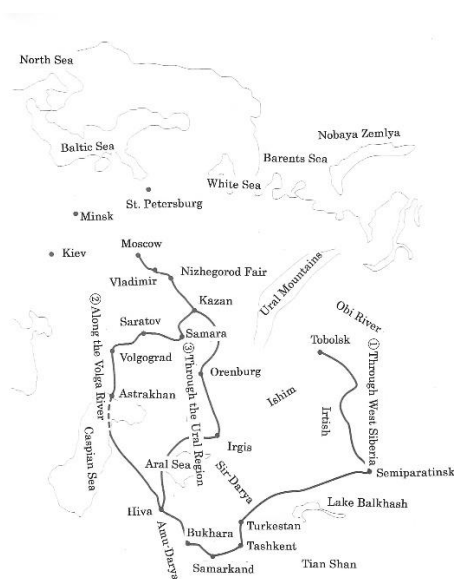 North Sea
Nobaya Zemlya
Baltic Sea
Barents Sea
White Sea
St. Petersburg
Minsk
Kiev
Moscow
Nizhegorod Fair
Vladimir
Ural Mountains
Kazan
Obi River
②Along the Volga River
Saratov
Samara
③Through the Ural Region
Tobolsk
①Through West Siberia
Volgograd
Orenburg
Ishim
Astrakhan
Irtish
Irgis
Caspian Sea
Aral Sea
Sir-Darya
Semiparatinsk
Lake Balkhash
Hiva
Amu-Darya
Bukhara
Turkestan
Tashkent
Samarkand
Tian Shan